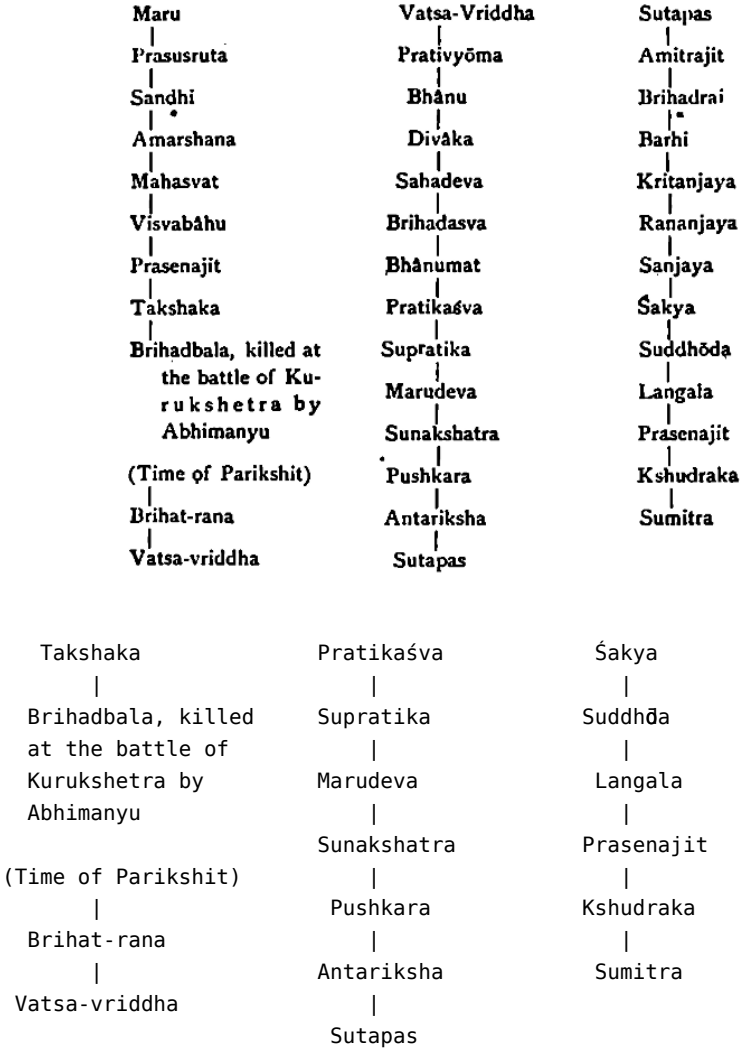 Maru
Prasusruta
Sandhi
Amarshana
Mahasvat
Visvabâhu
Prasenajit
Takshaka
Brihadbala, killed at
the battle of Ku-
rukshetra by
Abhimanyu
(Time of Parikshit)
Brihat-rana
Vatsa-vriddha
Vatsa-Vriddha
Prativyōma
Bhânu
Divâka
Sahadeva
Brihadasva
Bhânumat
Pratikaśva
Supratika
Marudeva
Sunakshatra
Pushkara
Antariksha
Sutapas
Sutapas
Amitrajit
Brihadrai
Barhi
Kritanjaya
Rananjaya
Sanjaya
Śakya
Suddhōda
Langala
Prasenajit
Kshudraka
Sumitra
Takshaka
Brihadbala, killed
at the battle of
Kurukshetra by
Abhimanyu
(Time of Parikshit)
Brihat-rana
Vatsa-vriddha
Pratikaśva
Supratika
Marudeva
Sunakshatra
Pushkara
Antariksha
Sutapas
Śakya
Suddhōda
Langala
Prasenajit
Kshudraka
Sumitra